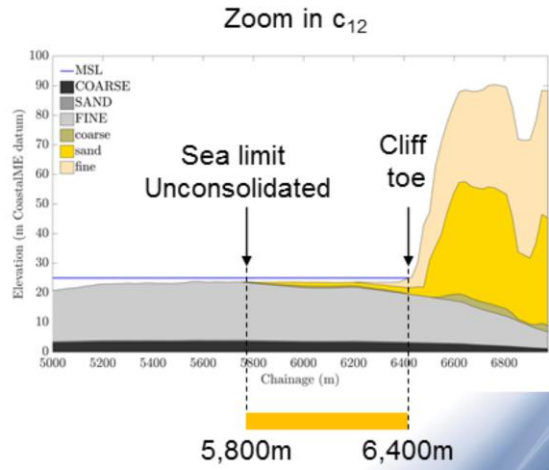 Zoom in c12
100
90
80
70
60
50
40
30
20
10
0
Elevation (m CoastalME datum)
MSL
COARSE
SAND
FINE
coarse
sand
fine
Sea limit
Unconsolidated
Cliff
toe
5000 5200 5400 5600 5800 6000 6200 6400 6600 6800
Chainage (m)
5,800m 6,400m